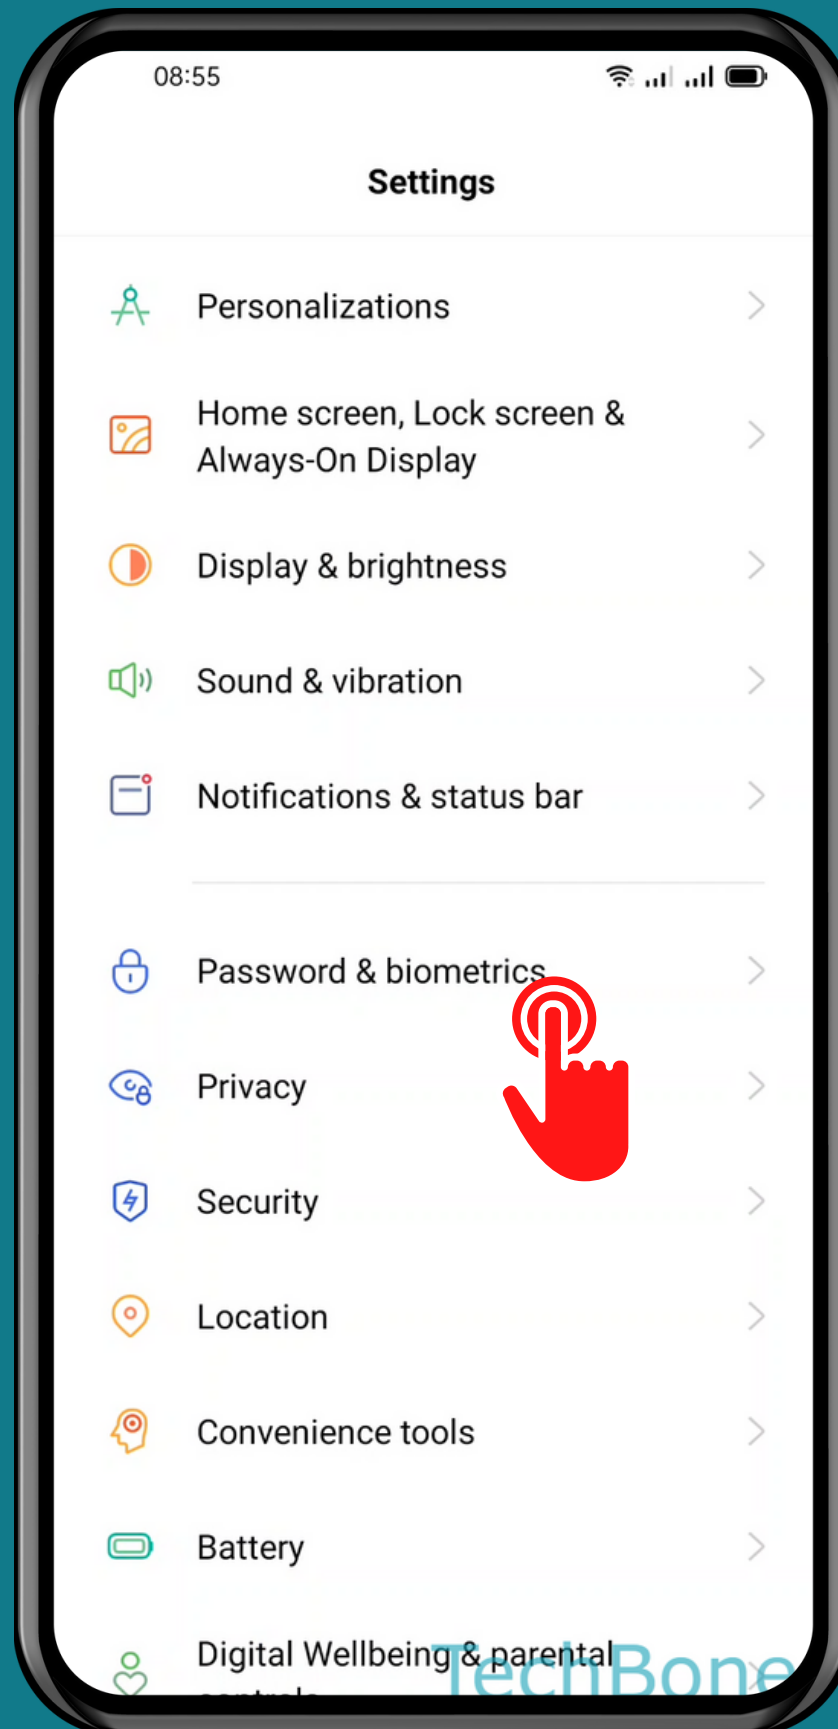 08:55
Settings
Personalizations
Home screen, Lock screen &
Always-On Display
Display & brightness
Sound & vibration
Notifications & status bar
Password & biometrics
Privacy
Security
Location
Convenience tools
Battery
Digital Wellbeing & parental
controls
TechBone